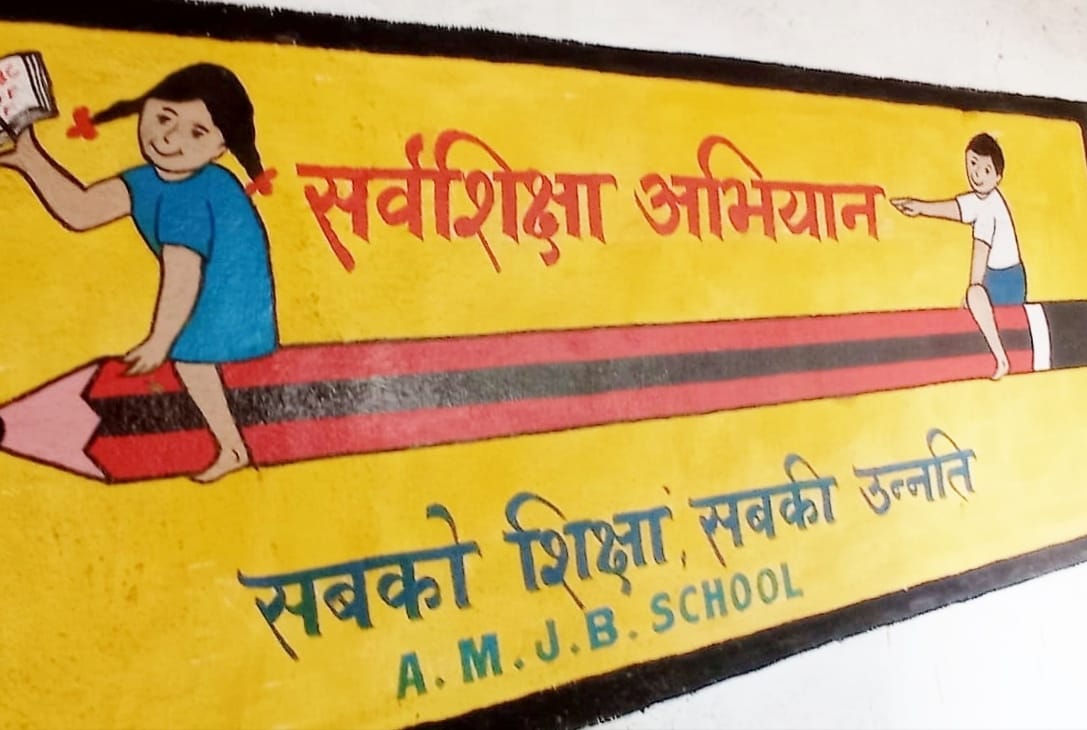 सर्वशिक्षा अभियान
सबको शिक्षा, सबकी उन्नति
A. M. J. B. SCHOOL